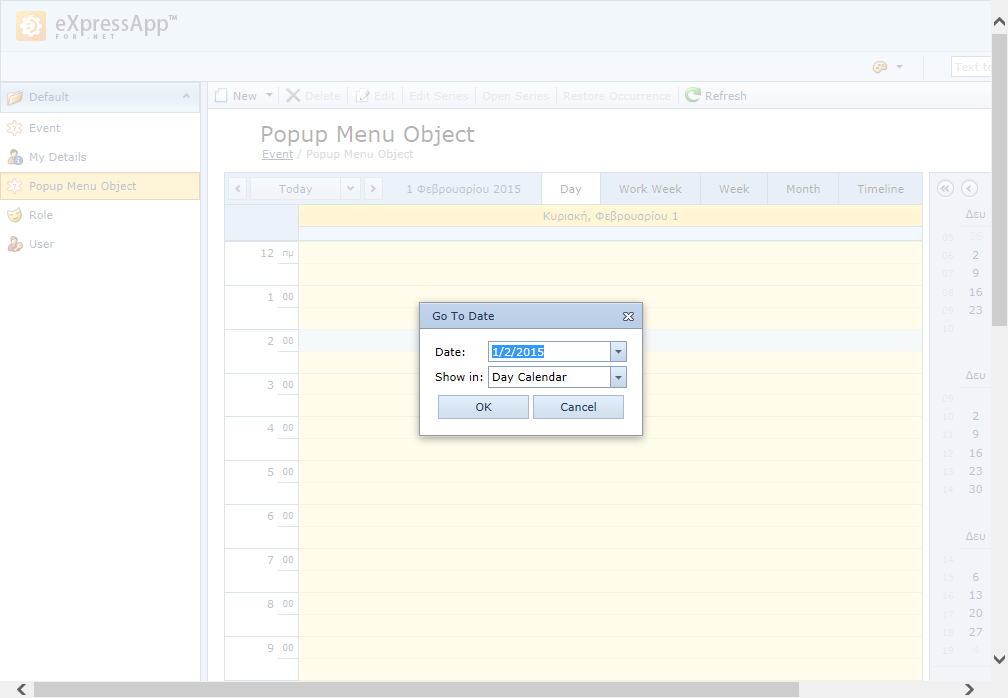 eXpressApp™
FOR .NET
Text to
Default
Event
My Details
Popup Menu Object
Role
User
New Delete Edit Edit Series Open Series Restore Occurrence Refresh
Popup Menu Object
Event / Popup Menu Object
Today 1 Φεβρουαρίου 2015 Day Work Week Week Month Timeline
Κυριακή, Φεβρουαρίου 1
12 πμ
1 00
2 00
3 00
4 00
5 00
6 00
7 00
8 00
9 00
Go To Date
Date: 1/2/2015
Show in: Day Calendar
OK Cancel
Δευ
05 26
06 2
07 9
08 16
09 23
10
Δευ
09
10 2
11 9
12 16
13 23
14 30
Δευ
14
15 6
16 13
17 20
18 27
19 4